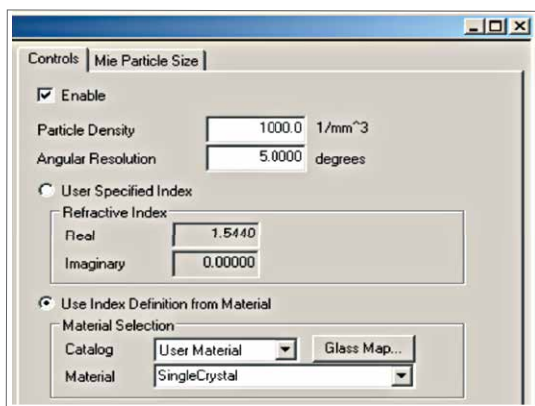 Controls Mie Particle Size
Enable
Particle Density 1000.0 1/mm^3
Angular Resolution 5.0000 degrees
User Specified Index
Refractive Index
Real 1.5440
Imaginary 0.00000
Use Index Definition from Material
Material Selection
Catalog User Material Glass Map...
Material SingleCrystal